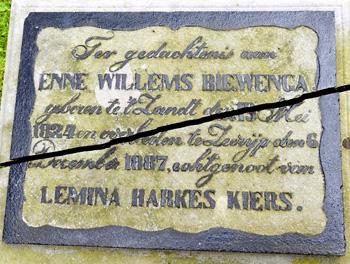 Ter gedachtenis aan
ENNE WILLEMS BIEWENGA
geboren te 't Zandt den 13 Mei
1824 en overleden te Zeerijp den 6
December 1887, echtgenoot van
LEMINA HARKES KIERS.